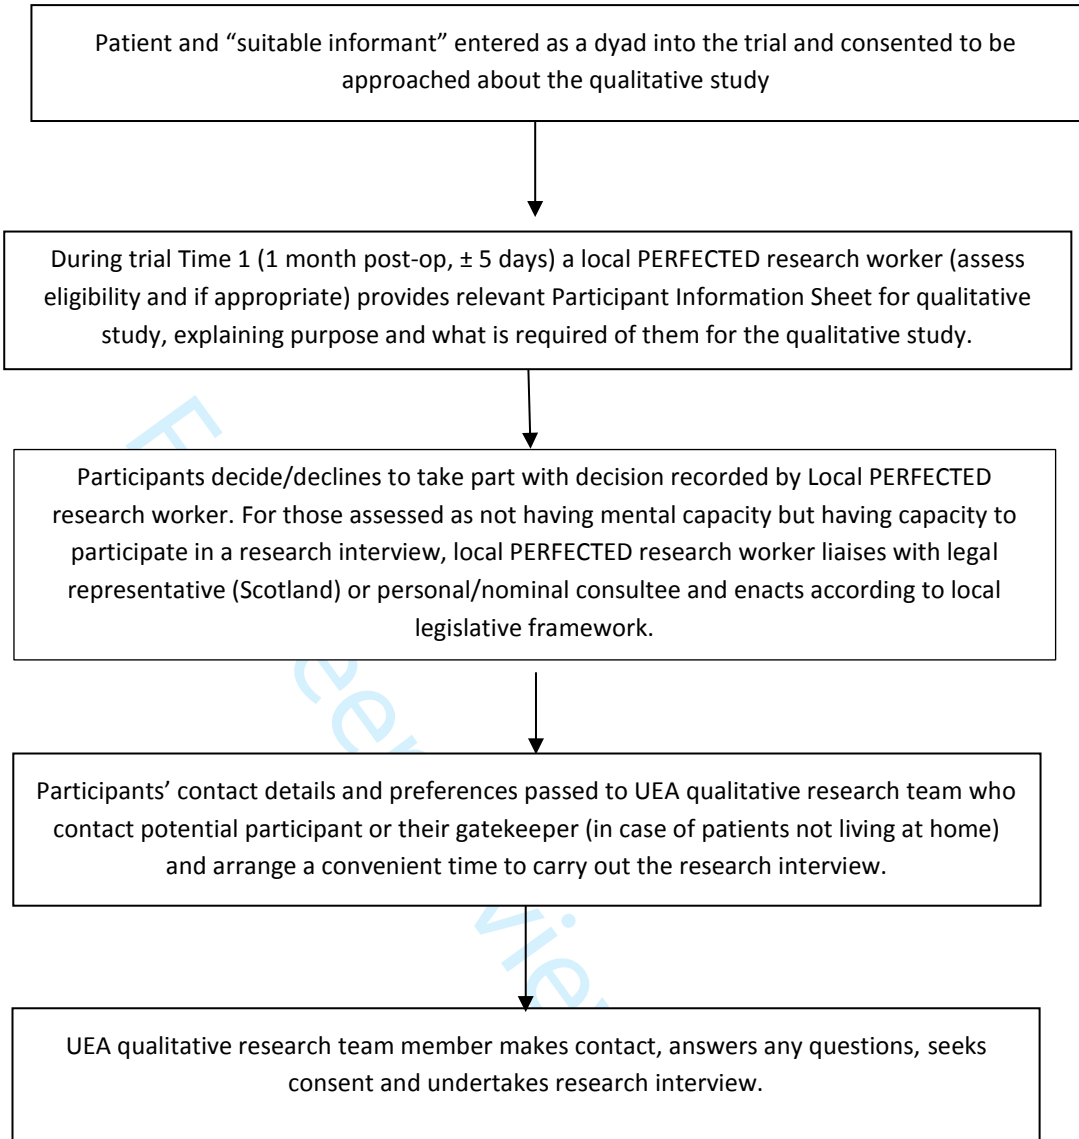 Patient and “suitable informant” entered as a dyad into the trial and consented to be
approached about the qualitative study
During trial Time 1 (1 month post-op, ± 5 days) a local PERFECTED research worker (assess
eligibility and if appropriate) provides relevant Participant Information Sheet for qualitative
study, explaining purpose and what is required of them for the qualitative study.
Participants decide/declines to take part with decision recorded by Local PERFECTED
research worker. For those assessed as not having mental capacity but having capacity to
participate in a research interview, local PERFECTED research worker liaises with legal
representative (Scotland) or personal/nominal consultee and enacts according to local
legislative framework.
Participants’ contact details and preferences passed to UEA qualitative research team who
contact potential participant or their gatekeeper (in case of patients not living at home)
and arrange a convenient time to carry out the research interview.
UEA qualitative research team member makes contact, answers any questions, seeks
consent and undertakes research interview.